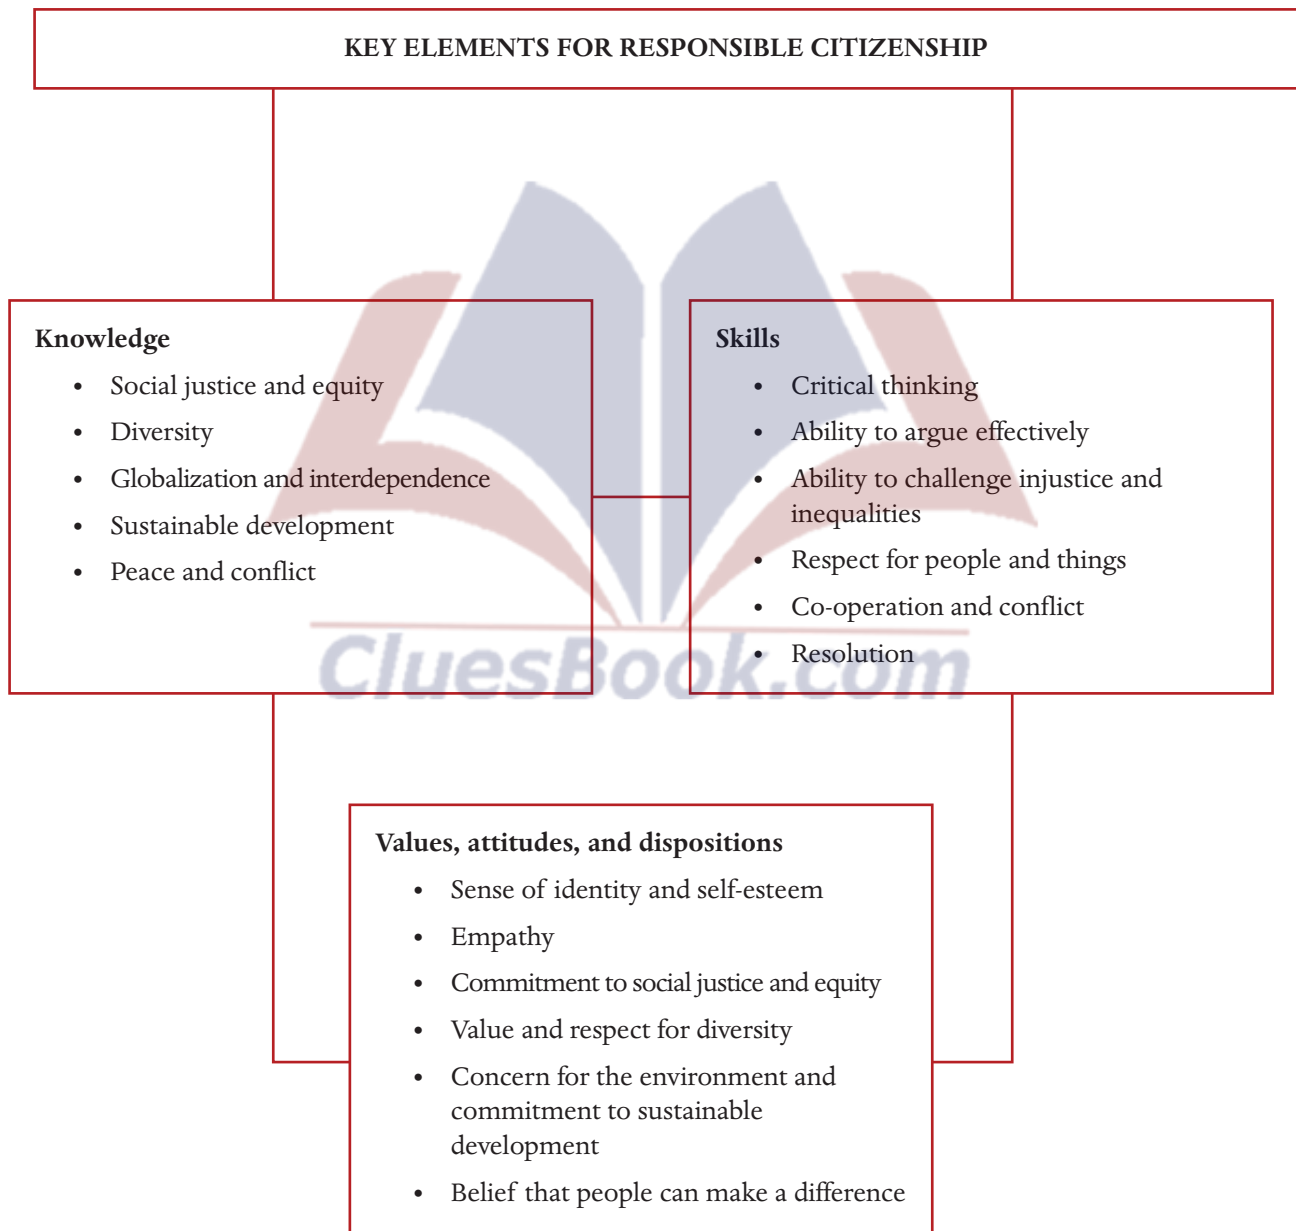 KEY ELEMENTS FOR RESPONSIBLE CITIZENSHIP
Knowledge
• Social justice and equity
• Diversity
• Globalization and interdependence
• Sustainable development
• Peace and conflict
Skills
• Critical thinking
• Ability to argue effectively
• Ability to challenge injustice and
inequalities
• Respect for people and things
• Co-operation and conflict
• Resolution
CluesBook.com
Values, attitudes, and dispositions
• Sense of identity and self-esteem
• Empathy
• Commitment to social justice and equity
• Value and respect for diversity
• Concern for the environment and
commitment to sustainable
development
• Belief that people can make a difference